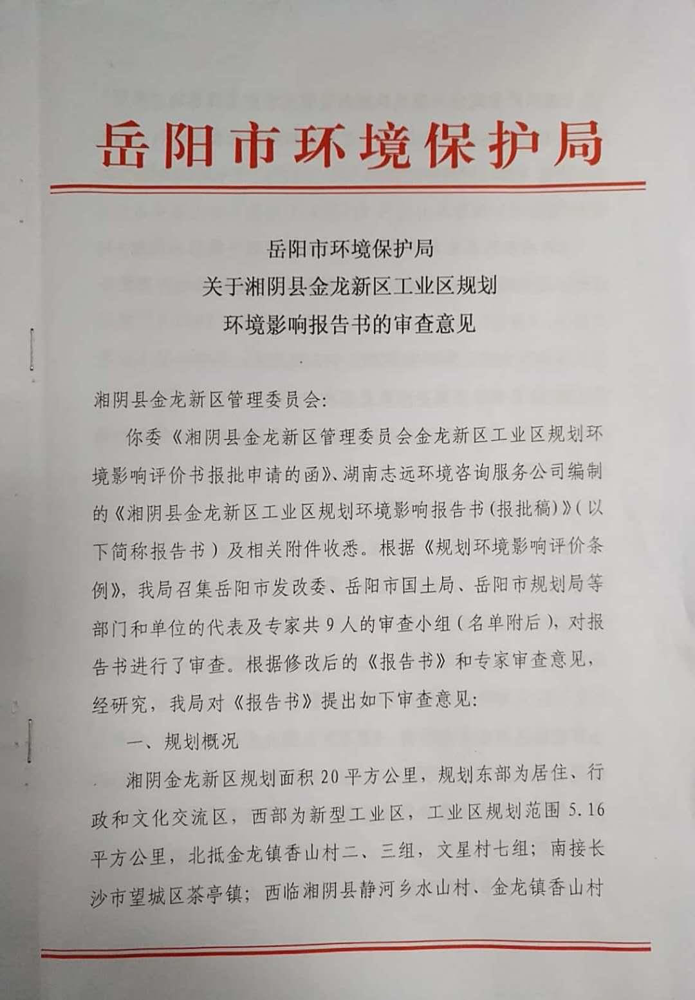 岳阳市环境保护局
岳阳市环境保护局
关于湘阴县金龙新区工业区规划
环境影响报告书的审查意见
湘阴县金龙新区管理委员会：
你委《湘阴县金龙新区管理委员会金龙新区工业区规划环
境影响评价书报批申请的函》、湖南志远环境咨询服务公司编制
的《湘阴县金龙新区工业区规划环境影响报告书（报批稿）》（以
下简称报告书）及相关附件收悉。根据《规划环境影响评价条
例》，我局召集岳阳市发改委、岳阳市国土局、岳阳市规划局等
部门和单位的代表及专家共9人的审查小组（名单附后），对报
告书进行了审查。根据修改后的《报告书》和专家审查意见，
经研究，我局对《报告书》提出如下审查意见：
一、规划概况
湘阴金龙新区规划面积20平方公里，规划东部为居住、行
政和文化交流区，西部为新型工业区，工业区规划范围5.16
平方公里，北抵金龙镇香山村二、三组，文星村七组；南接长
沙市望城区茶亭镇；西临湘阴县静河乡水山村、金龙镇香山村